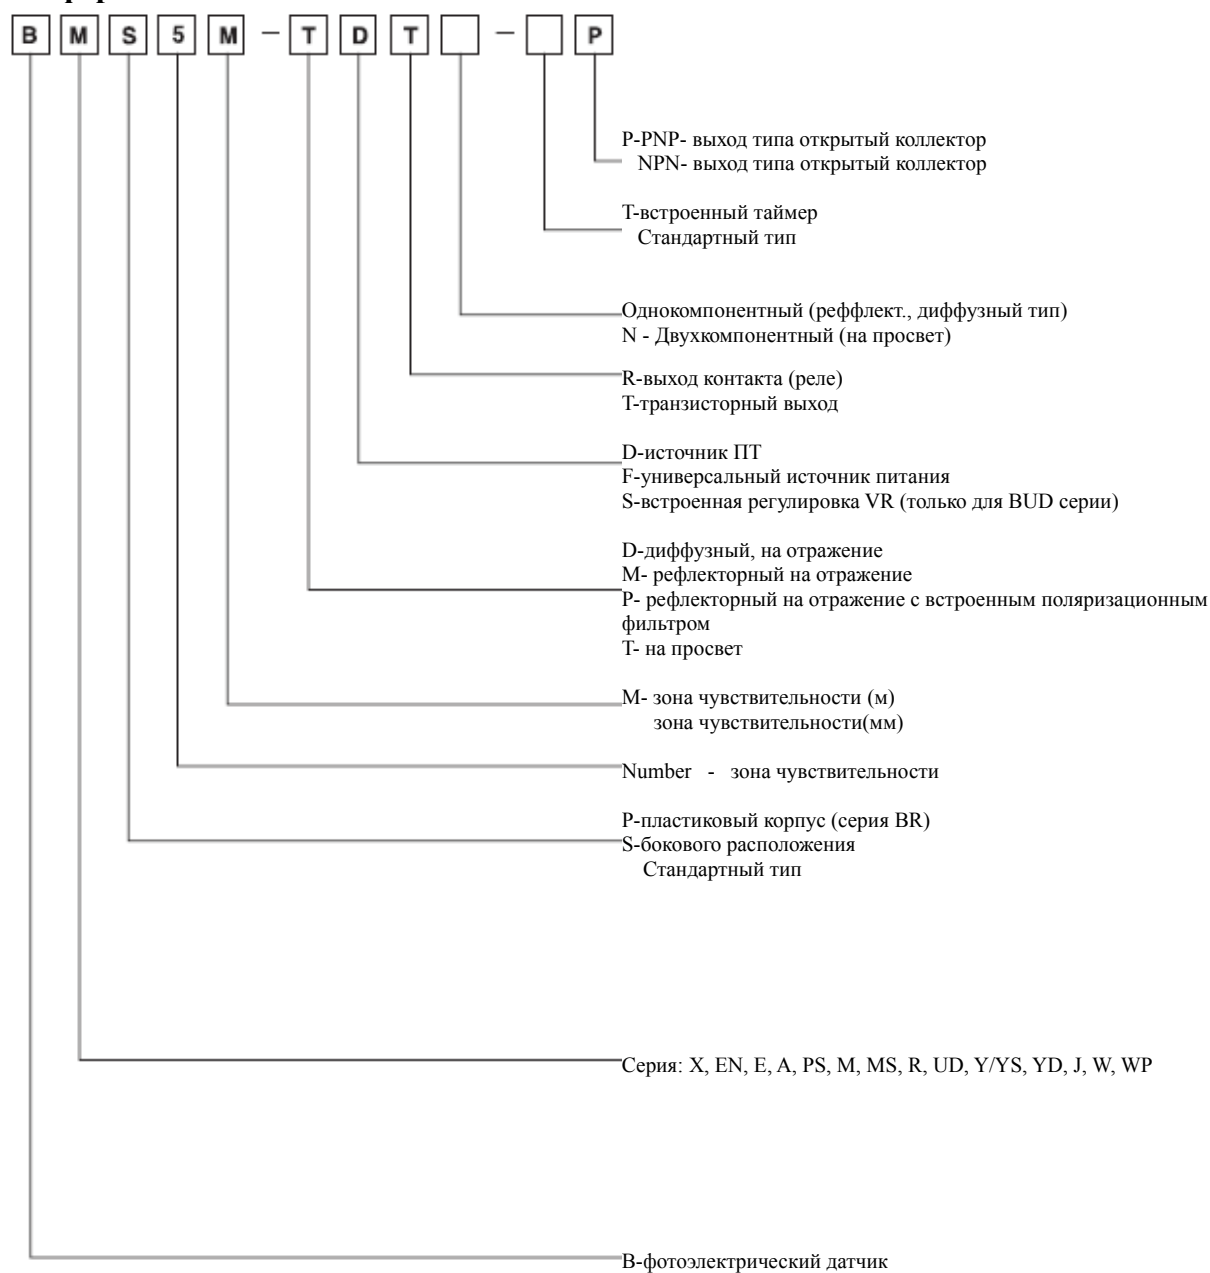 B M S 5 M - T D T - P
P-PNP- выход типа открытый коллектор
NPN- выход типа открытый коллектор
T-встроенный таймер
Стандартный тип
Однокомпонентный (реффлект., диффузный тип)
N - Двухкомпонентный (на просвет)
R-выход контакта (реле)
T-транзисторный выход
D-источник ПТ
F-универсальный источник питания
S-встроенная регулировка VR (только для BUD серии)
D-диффузный, на отражение
M- рефлекторный на отражение
P- рефлекторный на отражение с встроенным поляризационным
фильтром
T- на просвет
M- зона чувствительности (м)
зона чувствительности(мм)
Number - зона чувствительности
P-пластиковый корпус (серия BR)
S-бокового расположения
Стандартный тип
Серия: X, EN, E, A, PS, M, MS, R, UD, Y/YS, YD, J, W, WP
B-фотоэлектрический датчик